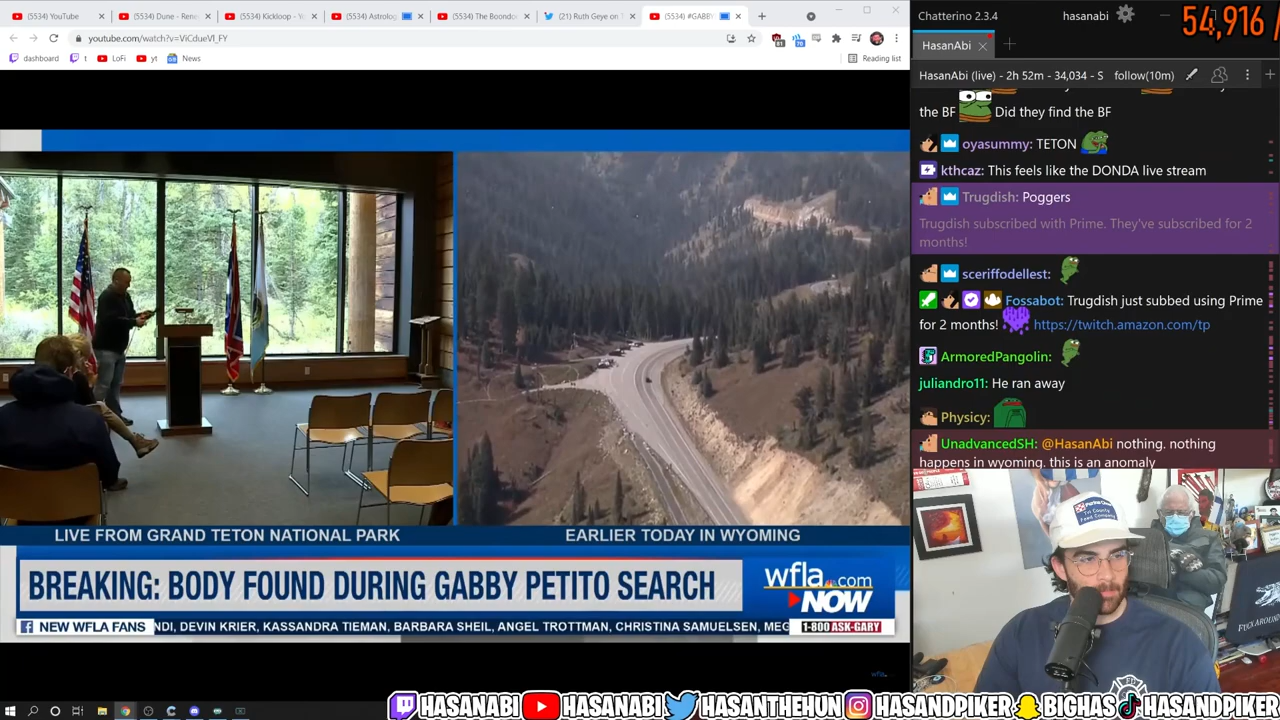 (5534) YouTube
(5534) Dune - Rene
(5534) Kickloop - Y
(5534) Astrolog
(5534) The Boondo
(21) Ruth Geye on T
(5534) #GABBY
youtube.com/watch?v=ViCdueVI_FY
dashboard
t
LoFi
yt
News
Reading list
LIVE FROM GRAND TETON NATIONAL PARK
EARLIER TODAY IN WYOMING
BREAKING: BODY FOUND DURING GABBY PETITO SEARCH
wfla.com
NOW
NEW WFLA FANS
NDI, DEVIN KRIER, KASSANDRA TIEMAN, BARBARA SHEIL, ANGEL TROTTMAN, CHRISTINA SAMUELSEN, MEG
1-800 ASK-GARY
wfla
Chatterino 2.3.4
hasanabi
54,916 /
HasanAbi
HasanAbi (live) - 2h 52m - 34,034 - S
follow(10m)
the BF Did they find the BF
oyasummy: TETON
kthcaz: This feels like the DONDA live stream
Trugdish: Poggers
Trugdish subscribed with Prime. They've subscribed for 2
months!
sceriffodellest:
Fossabot: Trugdish just subbed using Prime
for 2 months! https://twitch.amazon.com/tp
ArmoredPangolin:
juliandro11: He ran away
Physicy:
UnadvancedSH: @HasanAbi nothing. nothing
happens in wyoming. this is an anomaly
HASANABI HASANABI HASANTHEHUN HASANDPIKER BIGHAS HASANDPIKER